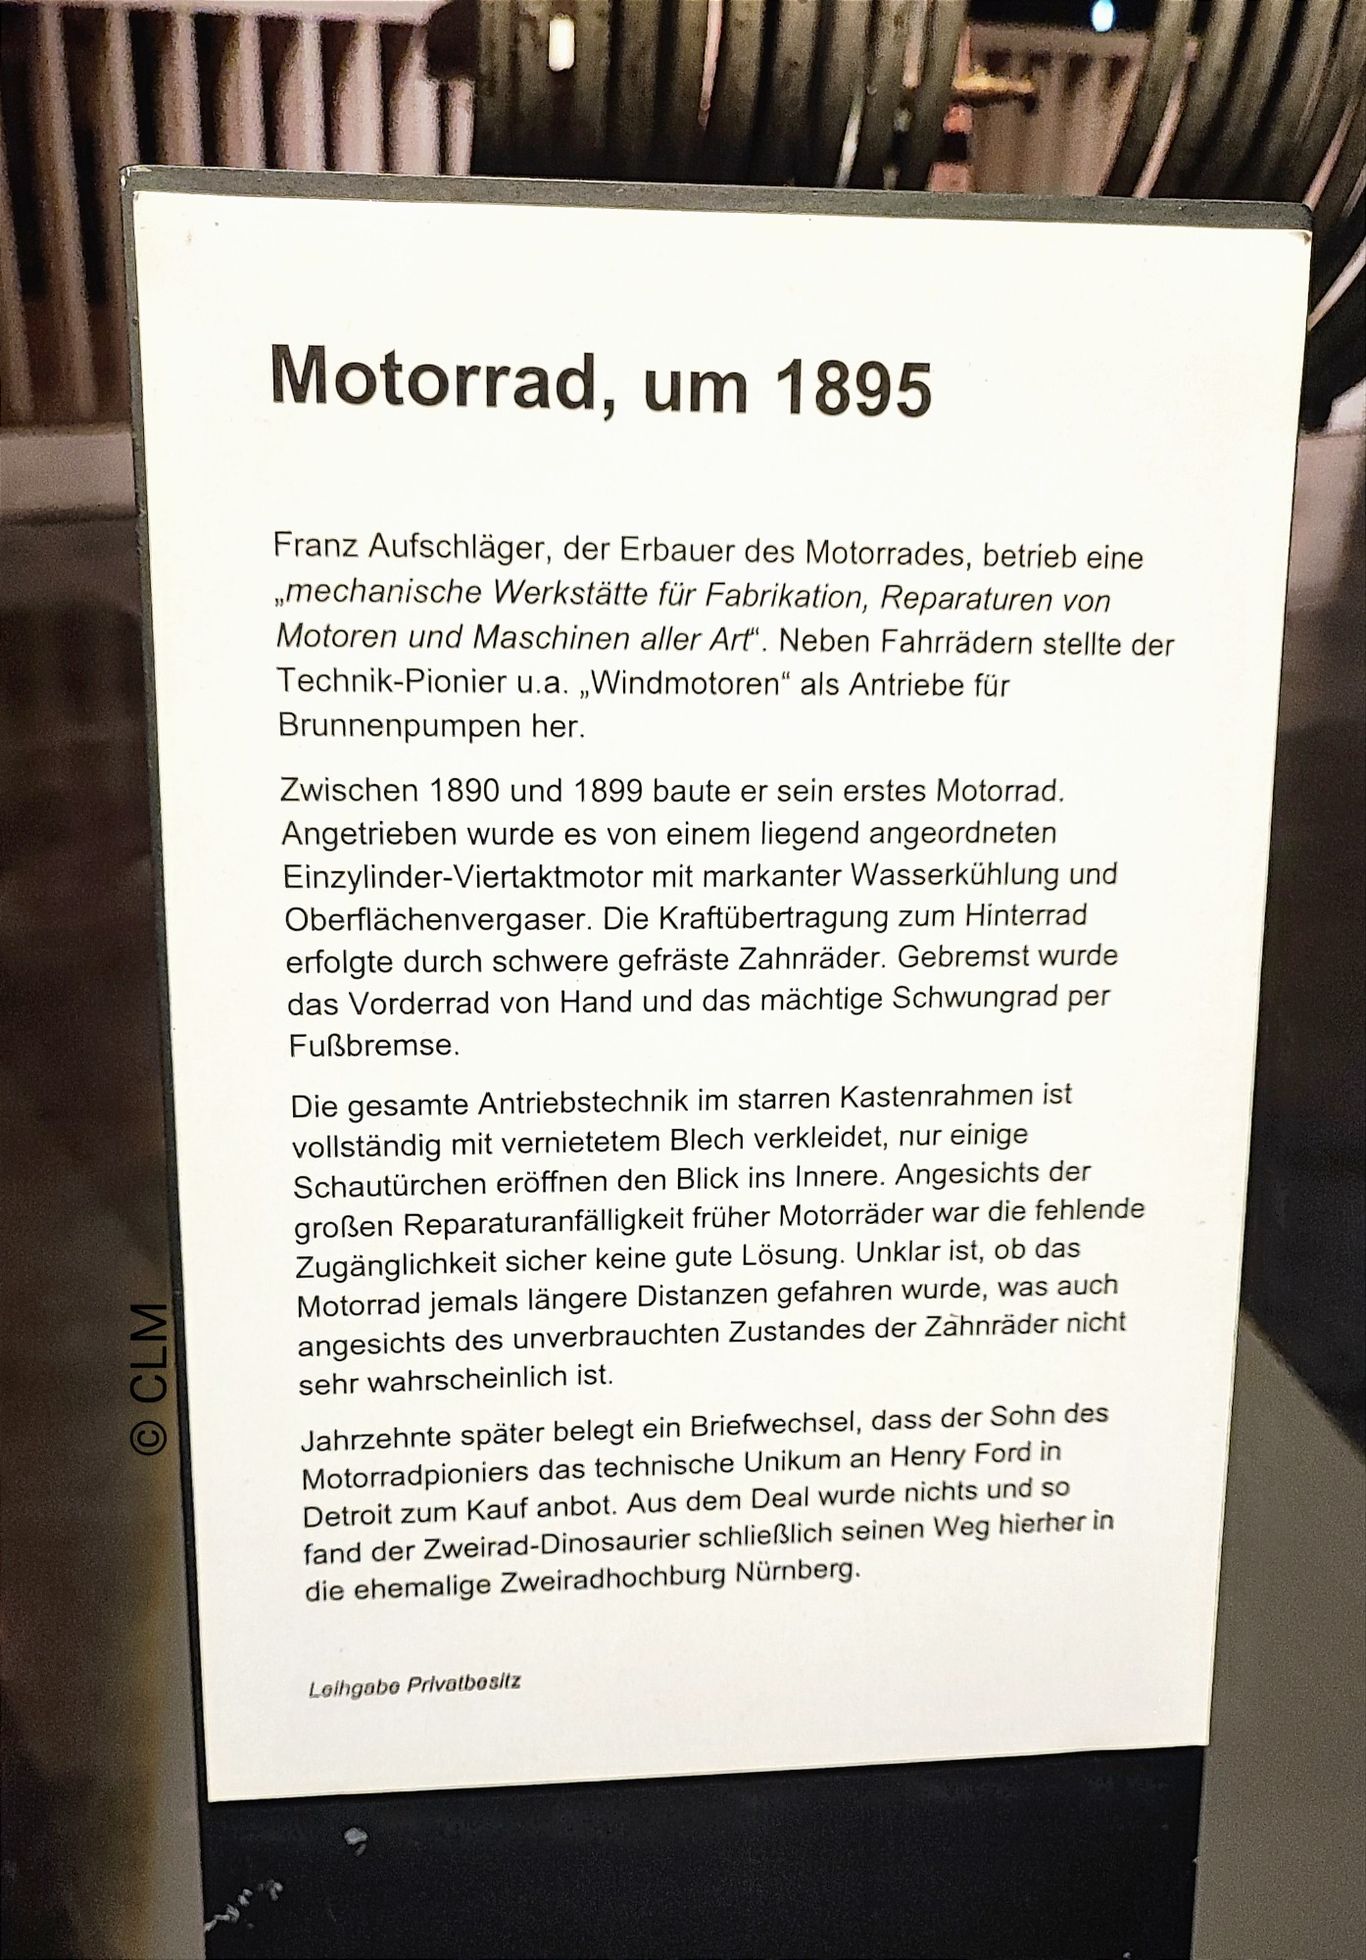 Motorrad, um 1895
Franz Aufschläger, der Erbauer des Motorrades, betrieb eine
„mechanische Werkstätte für Fabrikation, Reparaturen von
Motoren und Maschinen aller Art“. Neben Fahrrädern stellte der
Technik-Pionier u.a. „Windmotoren“ als Antriebe für
Brunnenpumpen her.
Zwischen 1890 und 1899 baute er sein erstes Motorrad.
Angetrieben wurde es von einem liegend angeordneten
Einzylinder-Viertaktmotor mit markanter Wasserkühlung und
Oberflächenvergaser. Die Kraftübertragung zum Hinterrad
erfolgte durch schwere gefräste Zahnräder. Gebremst wurde
das Vorderrad von Hand und das mächtige Schwungrad per
Fußbremse.
Die gesamte Antriebstechnik im starren Kastenrahmen ist
vollständig mit vernietetem Blech verkleidet, nur einige
Schautürchen eröffnen den Blick ins Innere. Angesichts der
großen Reparaturanfälligkeit früher Motorräder war die fehlende
Zugänglichkeit sicher keine gute Lösung. Unklar ist, ob das
Motorrad jemals längere Distanzen gefahren wurde, was auch
angesichts des unverbrauchten Zustandes der Zahnräder nicht
sehr wahrscheinlich ist.
Jahrzehnte später belegt ein Briefwechsel, dass der Sohn des
Motorradpioniers das technische Unikum an Henry Ford in
Detroit zum Kauf anbot. Aus dem Deal wurde nichts und so
fand der Zweirad-Dinosaurier schließlich seinen Weg hierher in
die ehemalige Zweiradhochburg Nürnberg.
Leihgabe Privatbesitz
© CLM